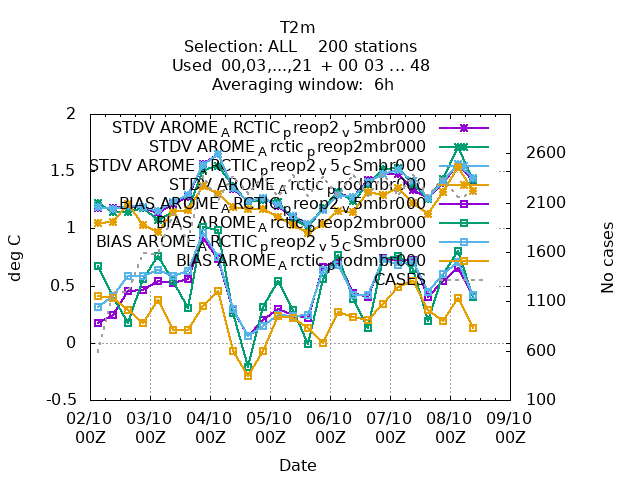 T2m
Selection: ALL 200 stations
Used 00,03,...,21 + 00 03 ... 48
Averaging window: 6h
STDV AROME_ARCTIC_preop2_v5mbr000
STDV AROME_Arctic_preop2mbr000
STDV AROME_ARCTIC_preop2_v5_CSmbr000
STDV AROME_Arctic_prodmbr000
BIAS AROME_ARCTIC_preop2_v5mbr000
BIAS AROME_Arctic_preop2mbr000
BIAS AROME_ARCTIC_preop2_v5_CSmbr000
BIAS AROME_Arctic_prodmbr000
CASES
2
1.5
1
0.5
0
-0.5
deg C
2600
2100
1600
1100
600
100
No cases
02/10 03/10 04/10 05/10 06/10 07/10 08/10 09/10
00Z 00Z 00Z 00Z 00Z 00Z 00Z 00Z
Date